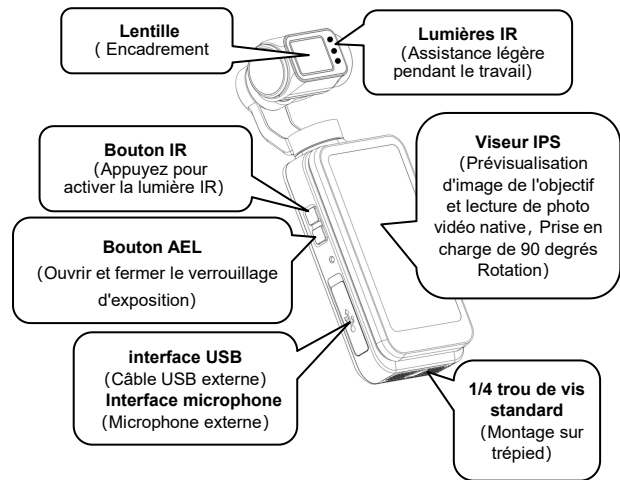 Lentille
( Encadrement
Lumières IR
(Assistance légère
pendant le travail)
Bouton IR
(Appuyez pour
activer la lumière IR)
Viseur IPS
(Prévisualisation
d'image de l'objectif
et lecture de photo
vidéo native, Prise en
charge de 90 degrés
Rotation)
Bouton AEL
(Ouvrir et fermer le verrouillage
d'exposition)
interface USB
(Câble USB externe)
Interface microphone
(Microphone externe)
1/4 trou de vis
standard
(Montage sur
trépied)